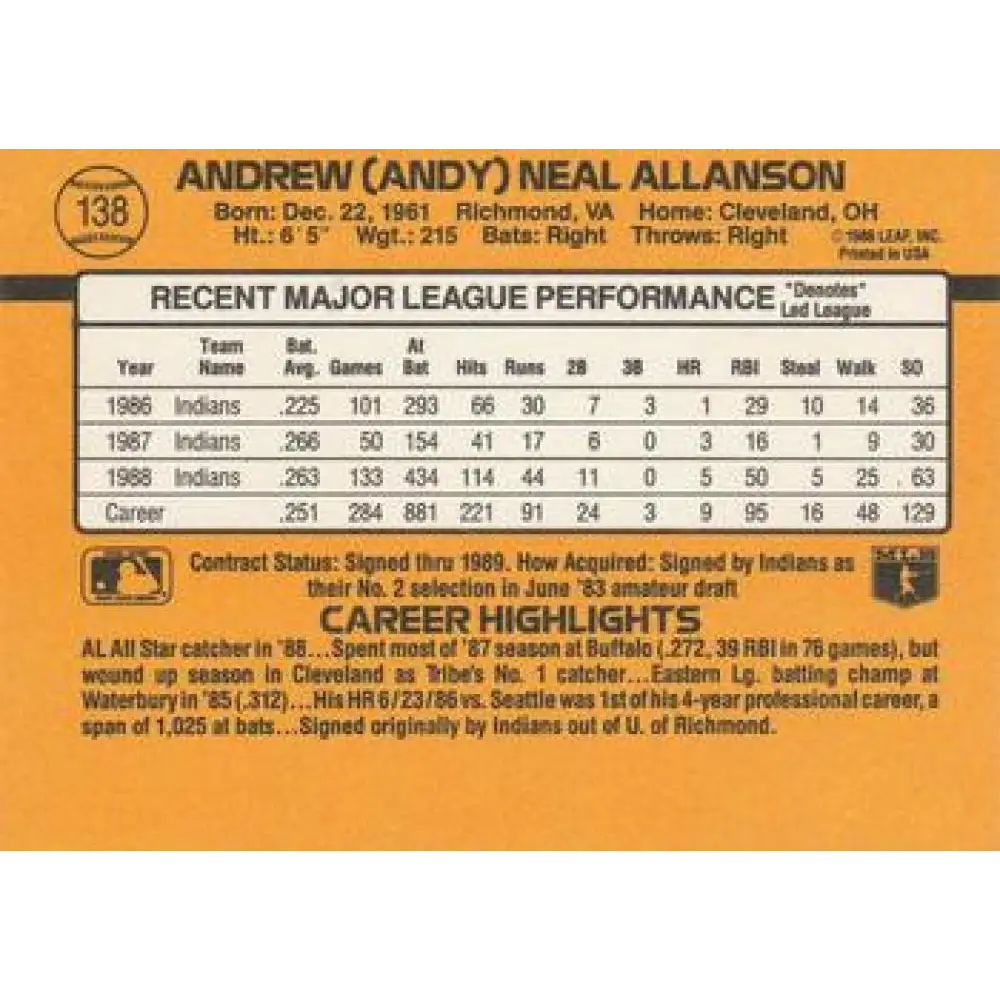 138
ANDREW (ANDY) NEAL ALLANSON
Born: Dec. 22, 1961 Richmond, VA Home: Cleveland, OH
Ht.: 6'5" Wgt.: 215 Bats: Right Throws: Right © 1988 LEAF, INC.
Printed in USA
RECENT MAJOR LEAGUE PERFORMANCE "Denotes" Led League
Year Team Name Bat. Avg. Games At Bat Hits Runs 2B 3B HR RBI Steal Walk SO
1986 Indians .225 101 293 66 30 7 3 1 29 10 14 36
1987 Indians .266 50 154 41 17 6 0 3 16 1 9 30
1988 Indians .263 133 434 114 44 11 0 5 50 5 25 63
Career .251 284 881 221 91 24 3 9 95 16 48 129
Contract Status: Signed thru 1989. How Acquired: Signed by Indians as
their No. 2 selection in June '83 amateur draft
CAREER HIGHLIGHTS
AL All Star catcher in '88...Spent most of '87 season at Buffalo (.272, 39 RBI in 76 games), but
wound up season in Cleveland as Tribe's No. 1 catcher...Eastern Lg. batting champ at
Waterbury in '85 (.312)...His HR 6/23/86 vs. Seattle was 1st of his 4-year professional career, a
span of 1,025 at bats...Signed originally by Indians out of U. of Richmond.